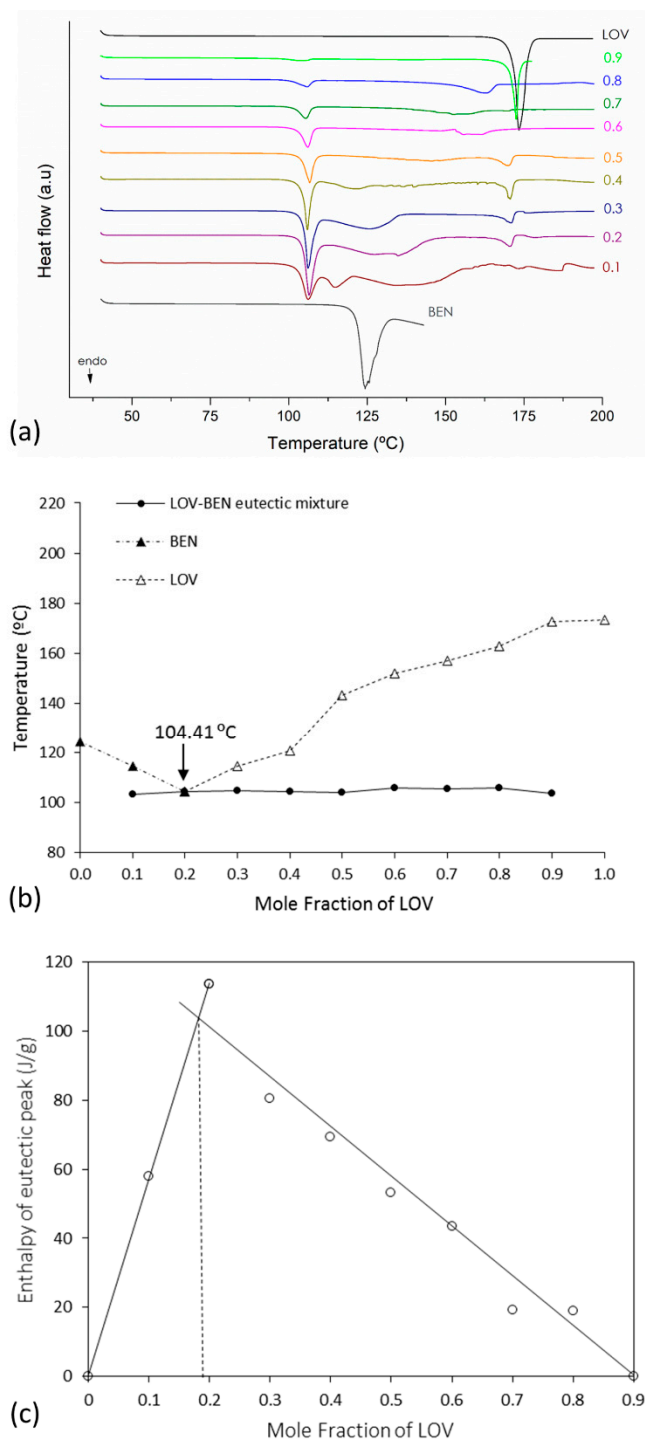 LOV
0.9
0.8
0.7
0.6
0.5
0.4
0.3
0.2
0.1
BEN
Heat flow (a.u)
endo
50 75 100 125 150 175 200
Temperature (ºC)
(a)
LOV-BEN eutectic mixture
BEN
LOV
220
200
180
160
140
120
100
80
Temperature (ºC)
104.41 °C
0.0 0.1 0.2 0.3 0.4 0.5 0.6 0.7 0.8 0.9 1.0
Mole Fraction of LOV
(b)
120
100
80
60
40
20
0
Enthalpy of eutectic peak (J/g)
0 0.1 0.2 0.3 0.4 0.5 0.6 0.7 0.8 0.9
Mole Fraction of LOV
(c)